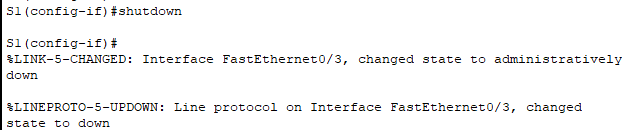 S1(config-if)#shutdown
S1(config-if)#
%LINK-5-CHANGED: Interface FastEthernet0/3, changed state to administratively
down
%LINEPROTO-5-UPDOWN: Line protocol on Interface FastEthernet0/3, changed
state to down